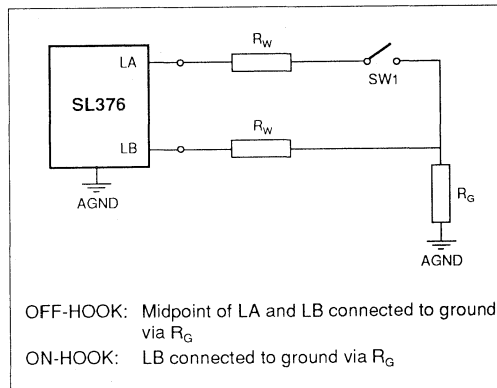 R_W
LA
SW1
SL376
R_W
LB
AGND
R_G
AGND
OFF-HOOK: Midpoint of LA and LB connected to ground
via R_G
ON-HOOK: LB connected to ground via R_G